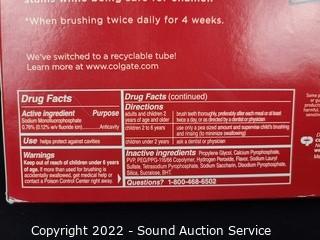 stains while being safe for enamel
*When brushing twice daily for 4 weeks.
We've switched to a recyclable tube!
Learn more at www.colgate.com
Drug Facts
Active ingredient Purpose
Sodium Monofluorophosphate
0.76% (0.12% w/v fluoride ion) Anticavity
Use helps protect against cavities
Warnings
Keep out of reach of children under 6 years
of age. If more than used for brushing is
accidentally swallowed, get medical help or
contact a Poison Control Center right away.
Drug Facts (continued)
Directions
adults and children 2 years of age and older
brush teeth thoroughly, preferably after each meal or at least twice a day, or as directed by a dentist or physician
children 2 to 6 years
use only a pea sized amount and supervise child's brushing and rinsing (to minimize swallowing)
children under 2 years
ask a dentist or physician
Inactive ingredients Propylene Glycol, Calcium Pyrophosphate,
PVP, PEG/PPG-116/66 Copolymer, Hydrogen Peroxide, Flavor, Sodium Lauryl
Sulfate, Tetrasodium Pyrophosphate, Sodium Saccharin, Disodium Pyrophosphate,
Silica, Sucralose, BHT.
Questions? 1-800-468-6502
Copyright 2022 - Sound Auction Service